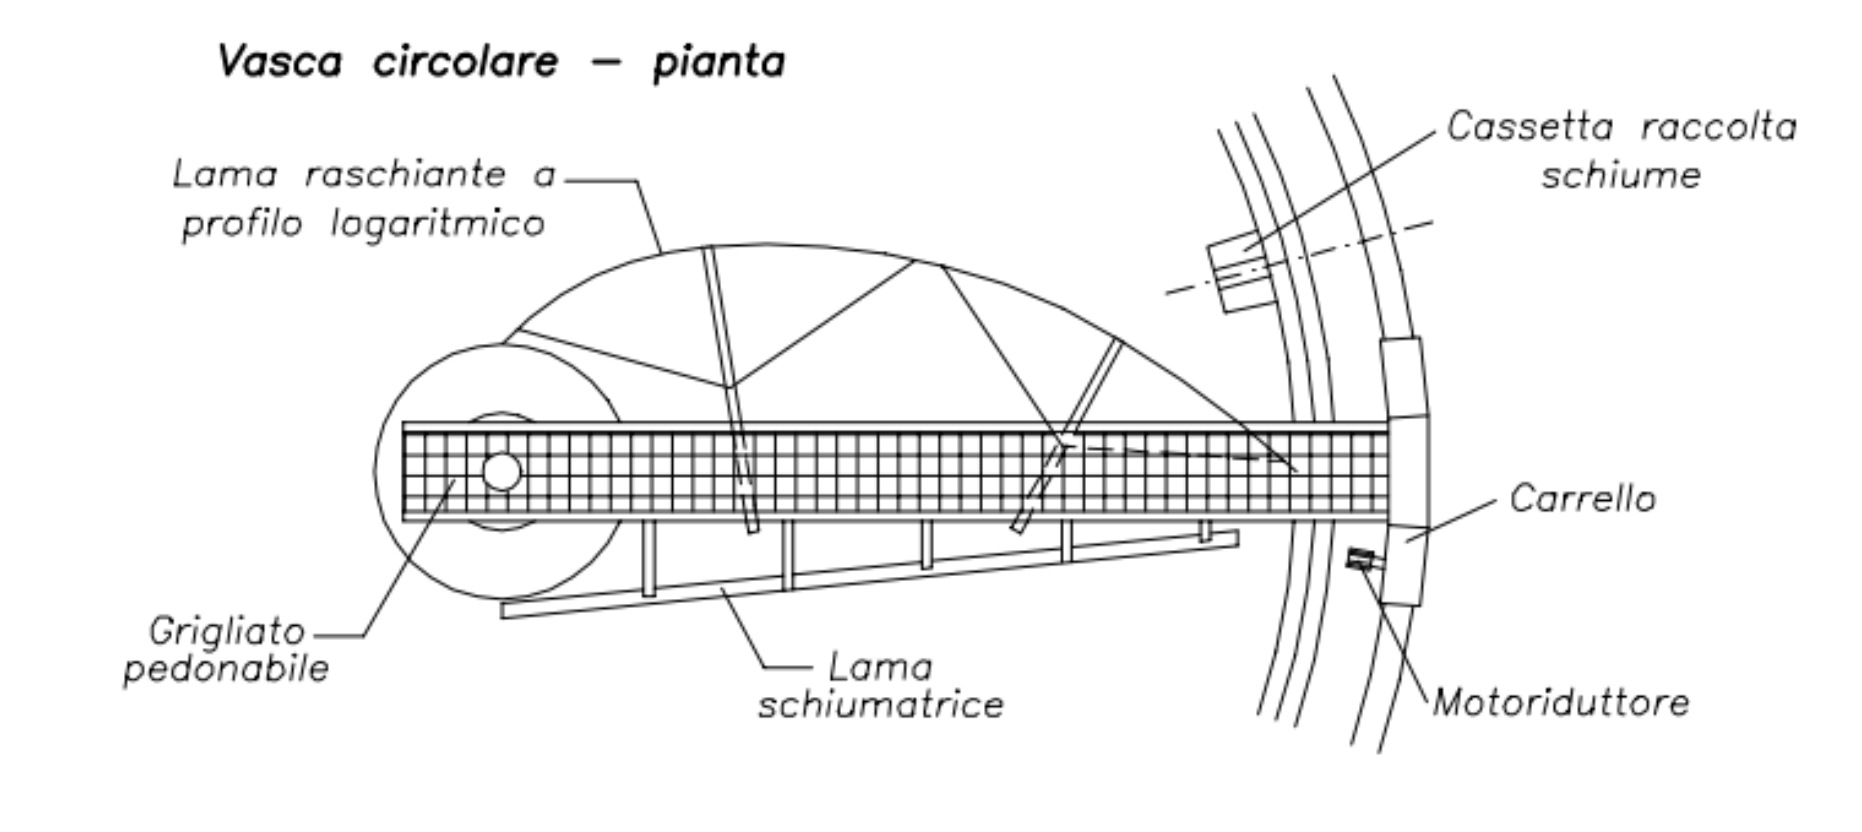 Vasca circolare - pianta
Cassetta raccolta
schiume
Lama raschiante a
profilo logaritmico
Carrello
Grigliato
pedonabile
Lama
schiumatrice
Motoriduttore